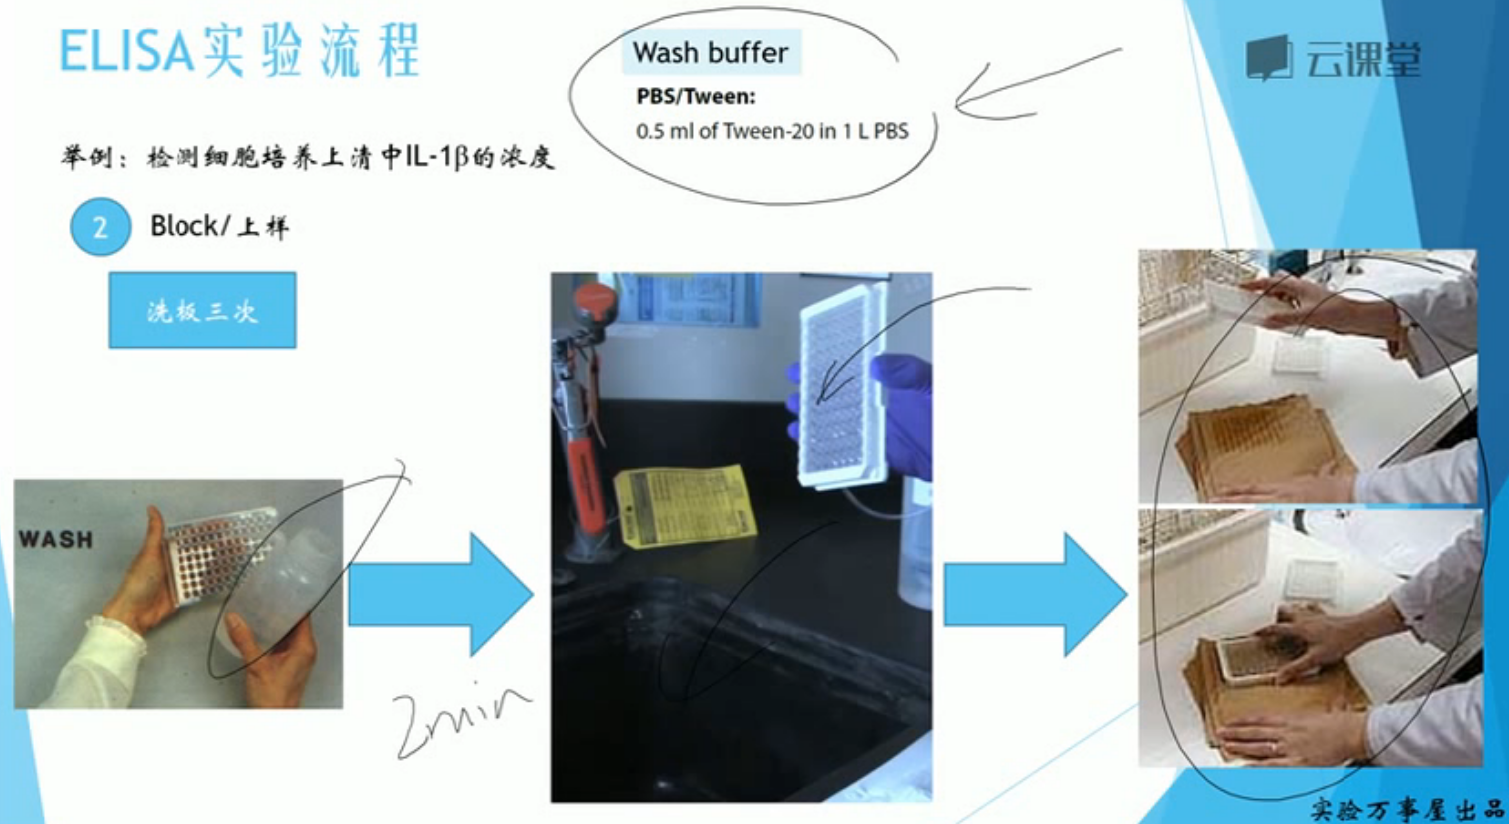 ELISA实验流程
Wash buffer
PBS/Tween:
0.5 ml of Tween-20 in 1 L PBS
云课堂
举例：检测细胞培养上清中IL-1β的浓度
2 Block/上样
洗板三次
WASH
2min
实验万事屋出品